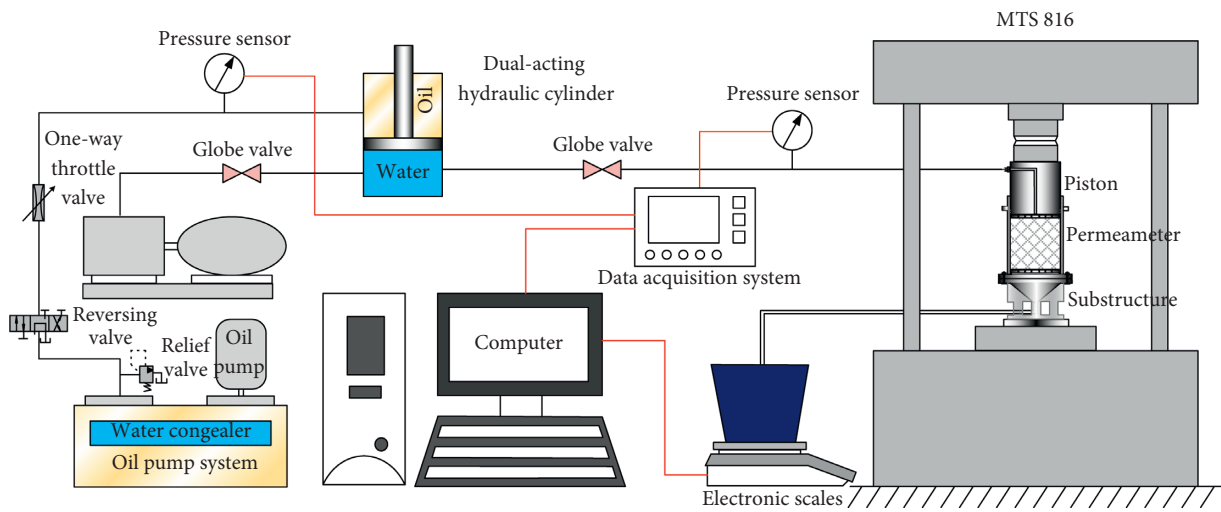 MTS 816
Pressure sensor
Dual-acting
hydraulic cylinder
Oil
Pressure sensor
One-way
throttle
valve
Globe valve
Water
Globe valve
Piston
Permeameter
Data acquisition system
Substructure
Reversing
valve
Relief
valve
Oil
pump
Computer
Water congealer
Oil pump system
Electronic scales